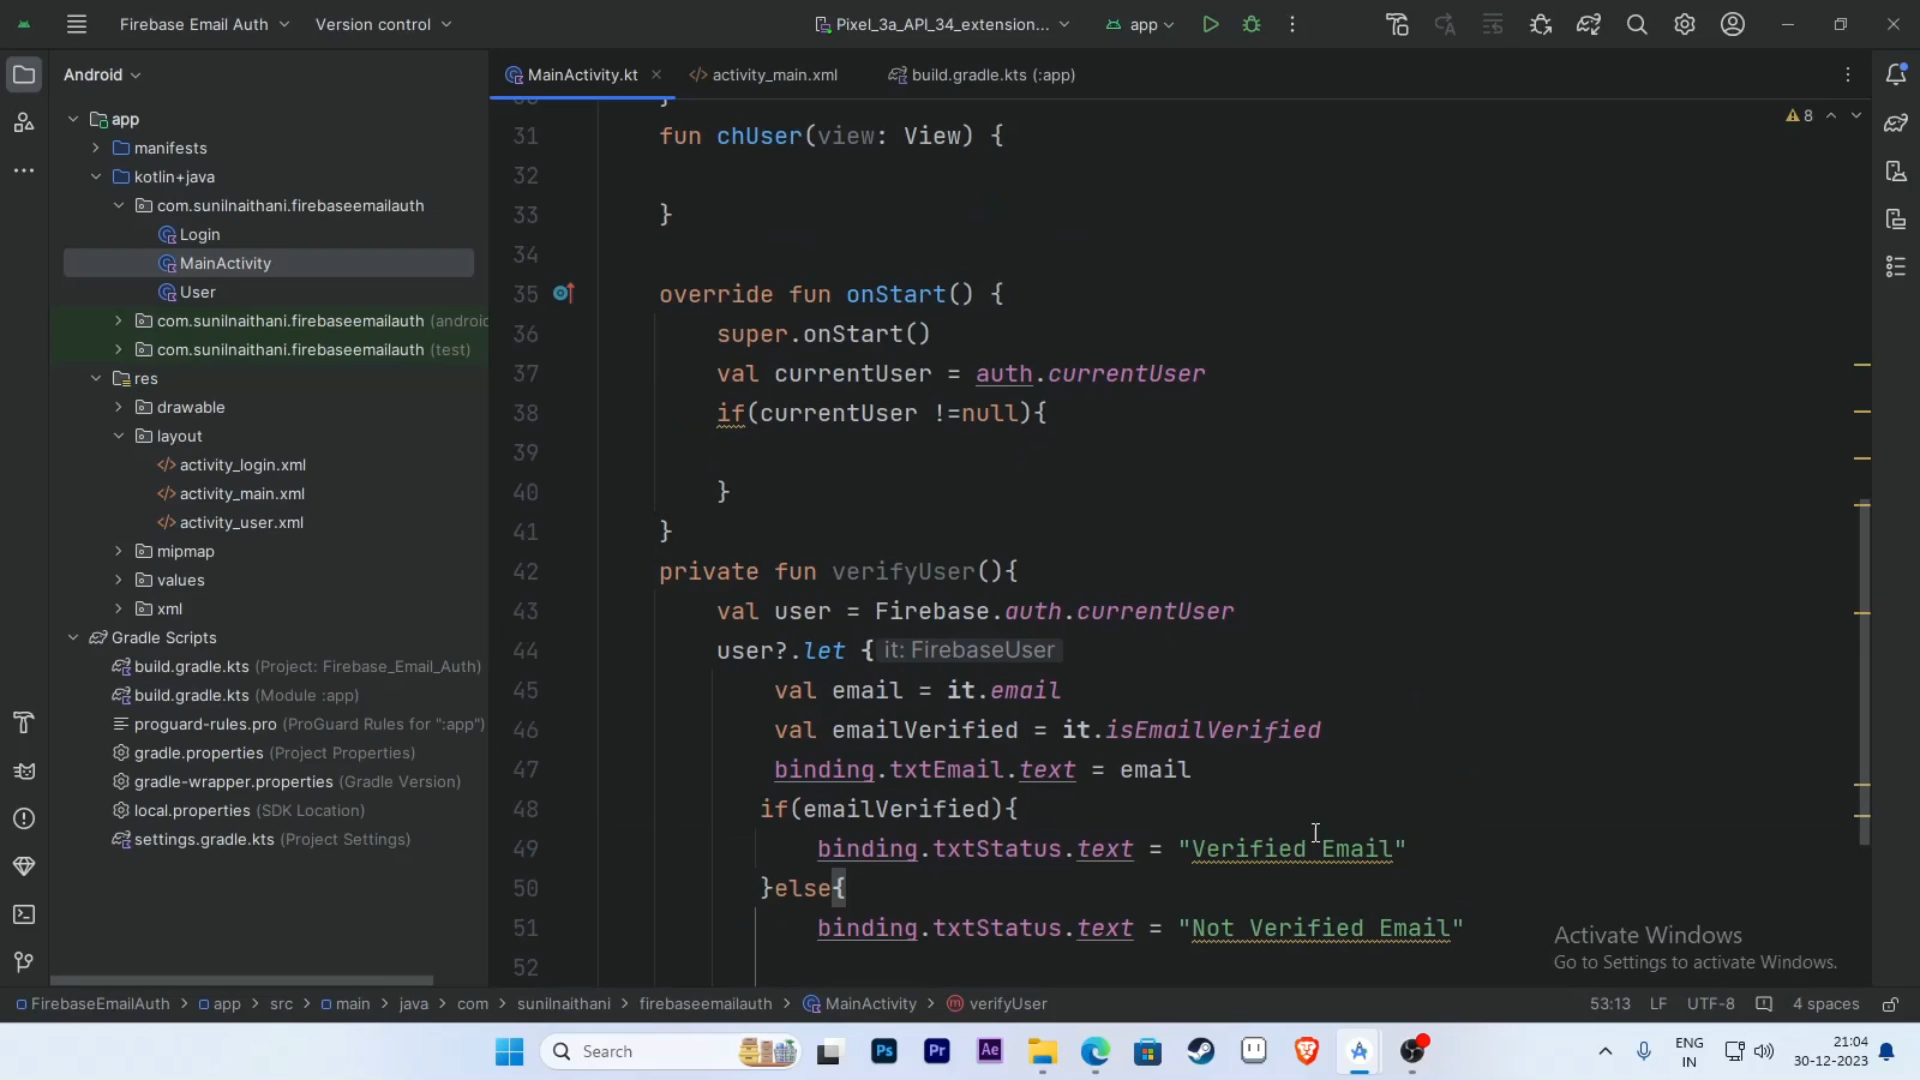 Firebase Email Auth
Version control
Pixel_3a_API_34_extension...
app
Android
MainActivity.kt
activity_main.xml
build.gradle.kts (:app)
8
app
manifests
kotlin+java
com.sunilnaithani.firebaseemailauth
Login
MainActivity
User
com.sunilnaithani.firebaseemailauth (androi
com.sunilnaithani.firebaseemailauth (test)
res
drawable
layout
activity_login.xml
activity_main.xml
activity_user.xml
mipmap
values
xml
Gradle Scripts
build.gradle.kts (Project: Firebase_Email_Auth)
build.gradle.kts (Module :app)
proguard-rules.pro (ProGuard Rules for ":app")
gradle.properties (Project Properties)
gradle-wrapper.properties (Gradle Version)
local.properties (SDK Location)
settings.gradle.kts (Project Settings)
31 fun chUser(view: View) {
32
33 }
34
35 override fun onStart() {
36 super.onStart()
37 val currentUser = auth.currentUser
38 if(currentUser !=null){
39
40 }
41 }
42 private fun verifyUser(){
43 val user = Firebase.auth.currentUser
44 user?.let { it: FirebaseUser
45 val email = it.email
46 val emailVerified = it.isEmailVerified
47 binding.txtEmail.text = email
48 if(emailVerified){
49 binding.txtStatus.text = "Verified Email"
50 }else{
51 binding.txtStatus.text = "Not Verified Email"
52
Activate Windows
Go to Settings to activate Windows.
FirebaseEmailAuth > app > src > main > java > com > sunilnaithani > firebaseemailauth > MainActivity > verifyUser
53:13 LF UTF-8 4 spaces
Search
Ps Pr Ae
ENG
IN
21:04
30-12-2023